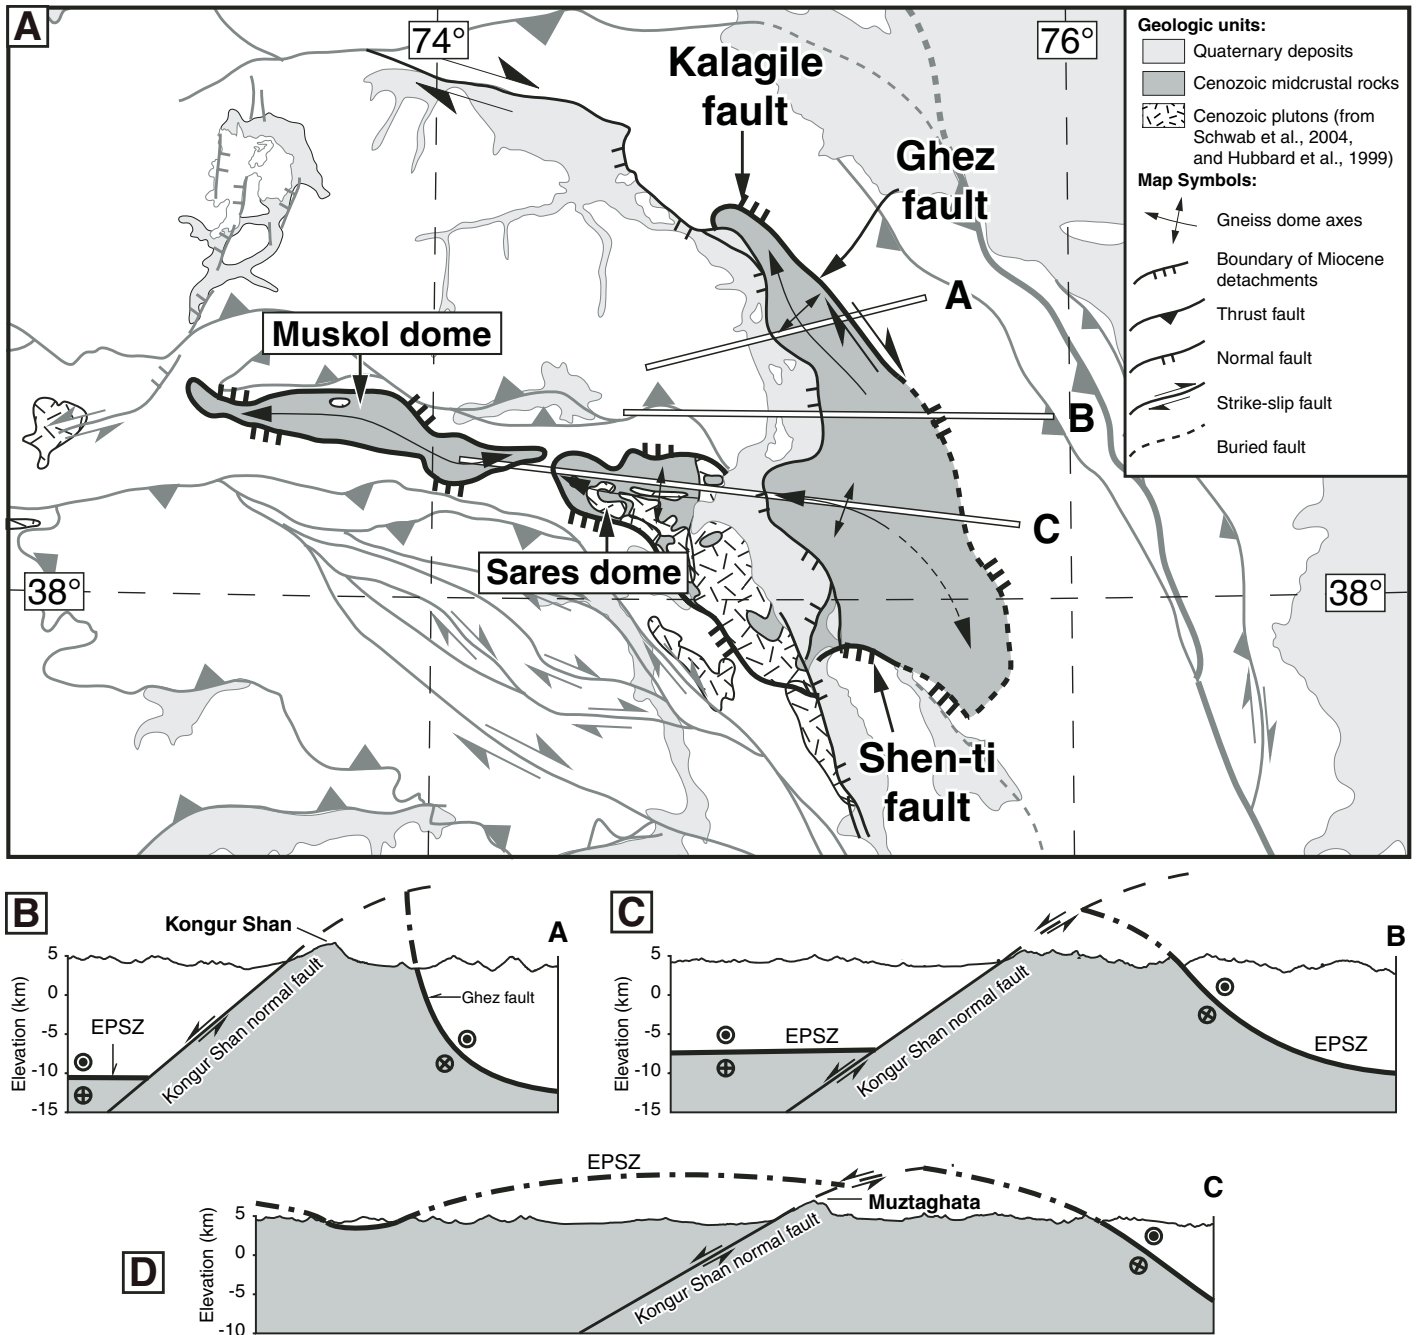 A
74°
76°
Kalagile
fault
Ghez
fault
A
Muskol dome
B
C
Sares dome
38°
38°
Shen-ti
fault
Geologic units:
Quaternary deposits
Cenozoic midcrustal rocks
Cenozoic plutons (from
Schwab et al., 2004,
and Hubbard et al., 1999)
Map Symbols:
Gneiss dome axes
Boundary of Miocene
detachments
Thrust fault
Normal fault
Strike-slip fault
Buried fault
B
Kongur Shan
A
5
0
-5
-10
-15
Elevation (km)
EPSZ
Kongur Shan normal fault
Ghez fault
C
B
5
0
-5
-10
-15
Elevation (km)
EPSZ
Kongur Shan normal fault
EPSZ
D
EPSZ
C
Muztaghata
5
0
-5
-10
Elevation (km)
Kongur Shan normal fault